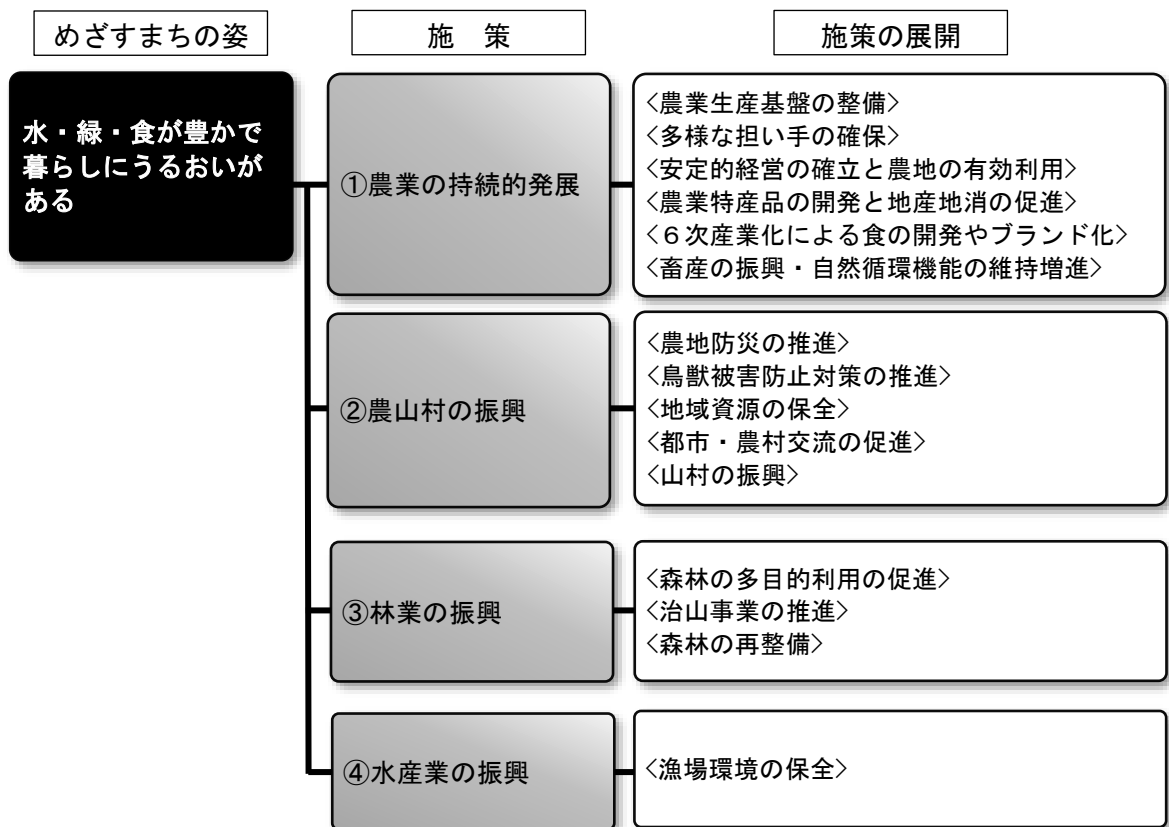 めざすまちの姿
施　策
施策の展開
水・緑・食が豊かで
暮らしにうるおいが
ある
①農業の持続的発展
<農業生産基盤の整備>
<多様な担い手の確保>
<安定的経営の確立と農地の有効利用>
<農業特産品の開発と地産地消の促進>
<６次産業化による食の開発やブランド化>
<畜産の振興・自然循環機能の維持増進>
②農山村の振興
<農地防災の推進>
<鳥獣被害防止対策の推進>
<地域資源の保全>
<都市・農村交流の促進>
<山村の振興>
③林業の振興
<森林の多目的利用の促進>
<治山事業の推進>
<森林の再整備>
④水産業の振興
<漁場環境の保全>